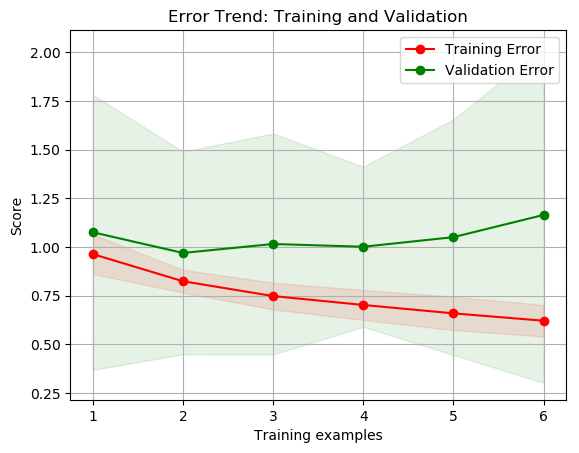 Error Trend: Training and Validation
Training Error
Validation Error
2.00
1.75
1.50
1.25
1.00
0.75
0.50
0.25
Score
1 2 3 4 5 6
Training examples